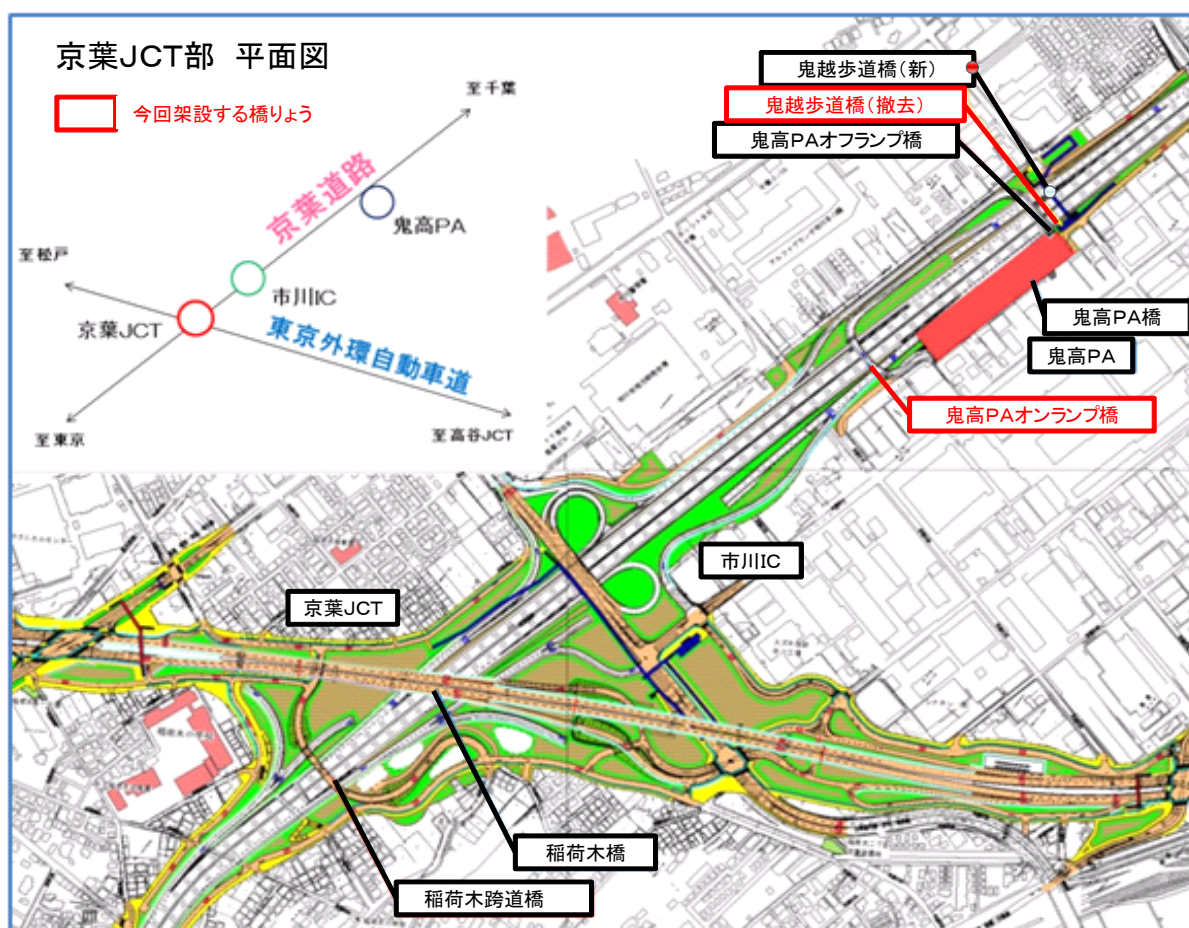 京葉JCT部 平面図
今回架設する橋りょう
至千葉
京葉道路
鬼高PA
至松戸
市川IC
京葉JCT
東京外環自動車道
至東京
至高谷JCT
鬼越歩道橋（新）
鬼越歩道橋（撤去）
鬼高PAオフランプ橋
鬼高PA橋
鬼高PA
鬼高PAオンランプ橋
市川IC
京葉JCT
稲荷木橋
稲荷木跨道橋